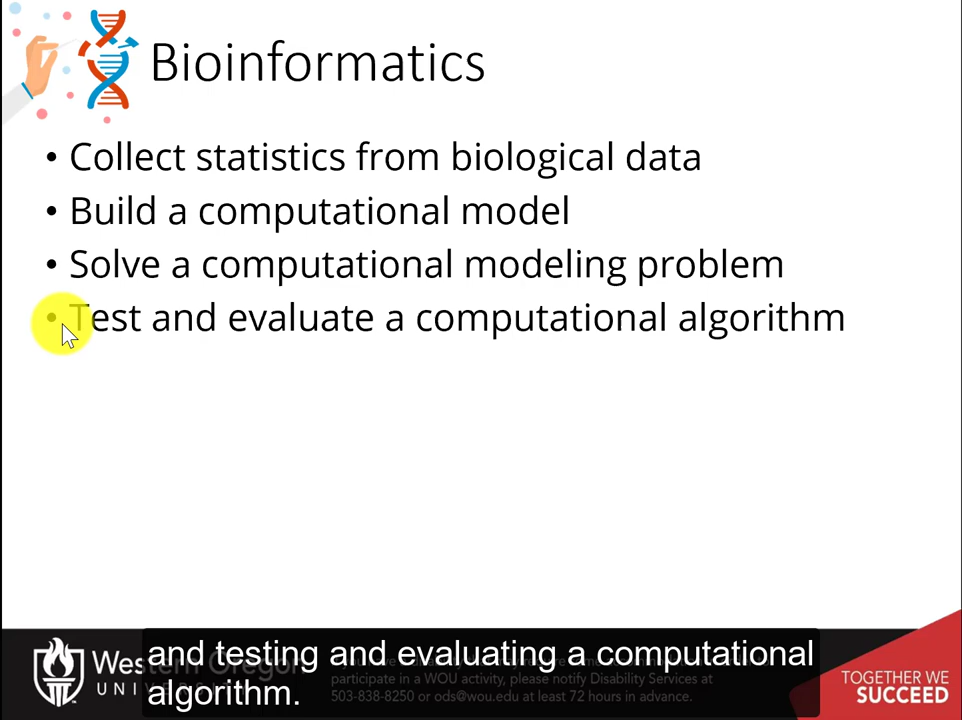 Bioinformatics
• Collect statistics from biological data
• Build a computational model
• Solve a computational modeling problem
• Test and evaluate a computational algorithm
and testing and evaluating a computational
algorithm.
Western Oregon
UNIVERSITY
participate in a WOU activity, please notify Disability Services at
503-838-8250 or ods@wou.edu at least 72 hours in advance.
TOGETHER WE
SUCCEED